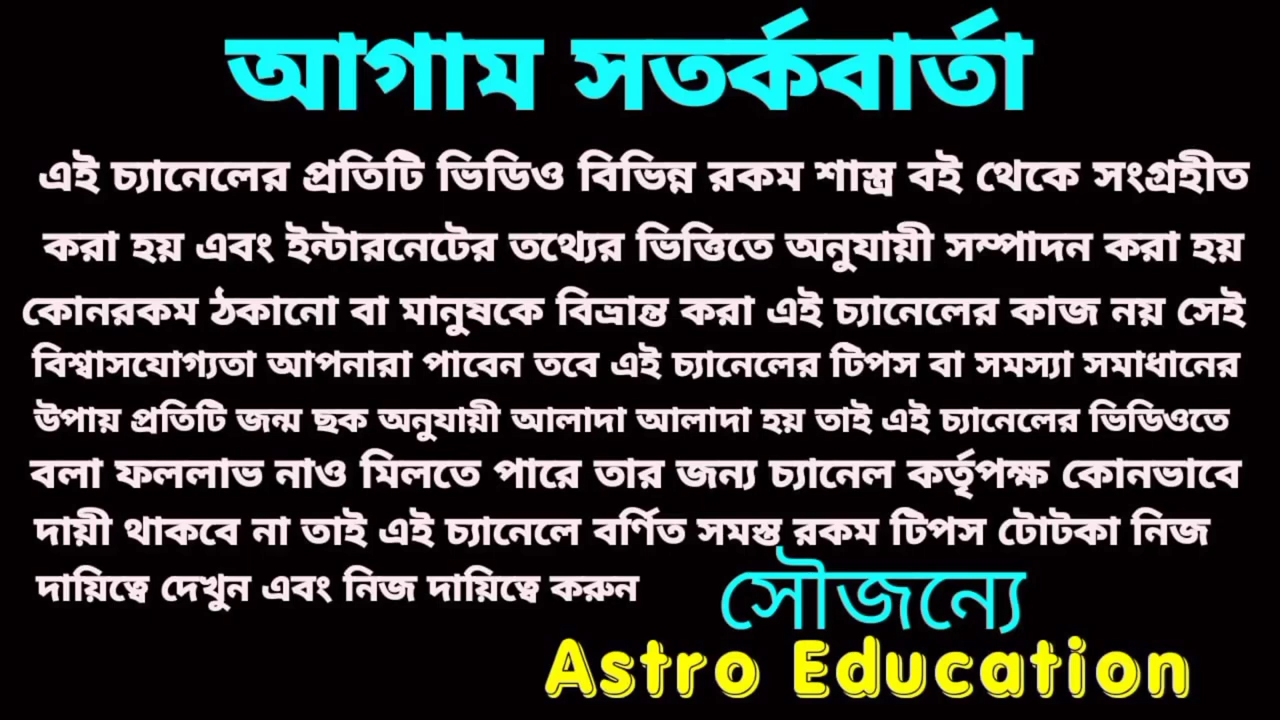 আগাম সতর্কবার্তা
এই চ্যানেলের প্রতিটি ভিডিও বিভিন্ন রকম শাস্ত্র বই থেকে সংগ্রহীত
করা হয় এবং ইন্টারনেটের তথ্যের ভিত্তিতে অনুযায়ী সম্পাদন করা হয়
কোনরকম ঠকানো বা মানুষকে বিভ্রান্ত করা এই চ্যানেলের কাজ নয় সেই
বিশ্বাসযোগ্যতা আপনারা পাবেন তবে এই চ্যানেলের টিপস বা সমস্যা সমাধানের
উপায় প্রতিটি জন্ম ছক অনুযায়ী আলাদা আলাদা হয় তাই এই চ্যানেলের ভিডিওতে
বলা ফললাভ নাও মিলতে পারে তার জন্য চ্যানেল কর্তৃপক্ষ কোনভাবে
দায়ী থাকবে না তাই এই চ্যানেলে বর্ণিত সমস্ত রকম টিপস টোটকা নিজ
দায়িত্বে দেখুন এবং নিজ দায়িত্বে করুন
সৌজন্যে
Astro Education